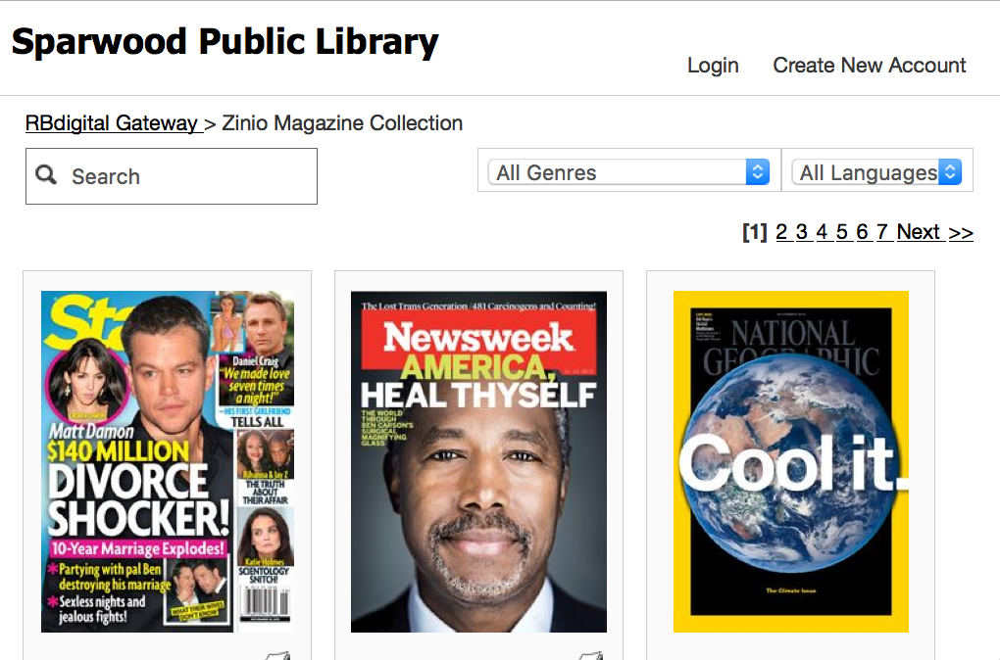 Sparwood Public Library
Login Create New Account
RBdigital Gateway > Zinio Magazine Collection
Search
All Genres
All Languages
[1] 2 3 4 5 6 7 Next >>
Star
Daniel Craig
“We made love
seven times
a night!”
—HIS FIRST GIRLFRIEND
TELLS ALL
Matt Damon
$140 MILLION
DIVORCE
SHOCKER!
10-Year Marriage Explodes!
*Partying with pal Ben
destroying his marriage
*Sexless nights and
jealous fights!
WHAT THEIR WIVES
DON'T KNOW!
Rihanna & Jay Z
THE TRUTH
ABOUT
THEIR AFFAIR
Katie Holmes
SCIENTOLOGY
SNITCH!
The Lost Trans Generation / 481 Carcinogens and Counting!
Newsweek
AMERICA,
HEAL THYSELF
THE WORLD
THROUGH
BEN CARSON'S
SURGICAL
MAGNIFYING
GLASS
NATIONAL
GEOGRAPHIC
Cool it.
The Climate Issue